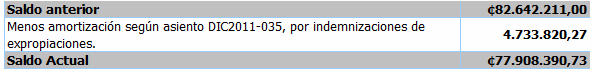 Saldo anterior ¢82.642.211,00
Menos amortización según asiento DIC2011-035, por indemnizaciones de
expropiaciones. 4.733.820,27
Saldo Actual ¢77.908.390,73